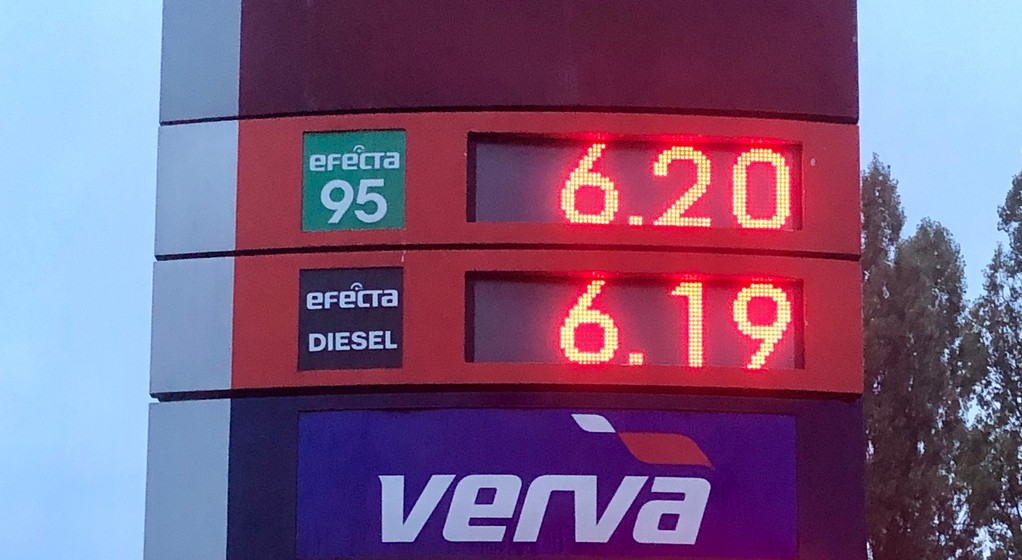 efecta
95
6.20
efecta
DIESEL
6.19
verva